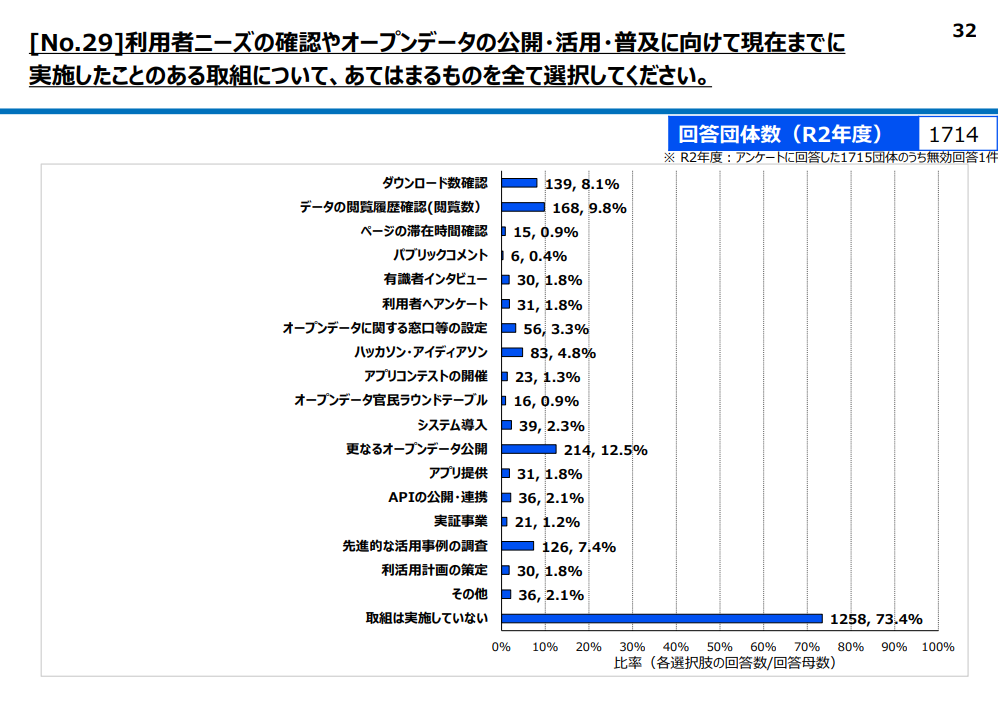 32
[No.29]利用者ニーズの確認やオープンデータの公開・活用・普及に向けて現在までに
実施したことのある取組について、あてはまるものを全て選択してください。
回答団体数（R2年度） 1714
※ R2年度：アンケートに回答した1715団体のうち無効回答1件
ダウンロード数確認 139, 8.1%
データの閲覧履歴確認(閲覧数） 168, 9.8%
ページの滞在時間確認 15, 0.9%
パブリックコメント 6, 0.4%
有識者インタビュー 30, 1.8%
利用者へアンケート 31, 1.8%
オープンデータに関する窓口等の設定 56, 3.3%
ハッカソン・アイディアソン 83, 4.8%
アプリコンテストの開催 23, 1.3%
オープンデータ官民ラウンドテーブル 16, 0.9%
システム導入 39, 2.3%
更なるオープンデータ公開 214, 12.5%
アプリ提供 31, 1.8%
APIの公開・連携 36, 2.1%
実証事業 21, 1.2%
先進的な活用事例の調査 126, 7.4%
利活用計画の策定 30, 1.8%
その他 36, 2.1%
取組は実施していない 1258, 73.4%
0% 10% 20% 30% 40% 50% 60% 70% 80% 90% 100%
比率（各選択肢の回答数/回答母数）